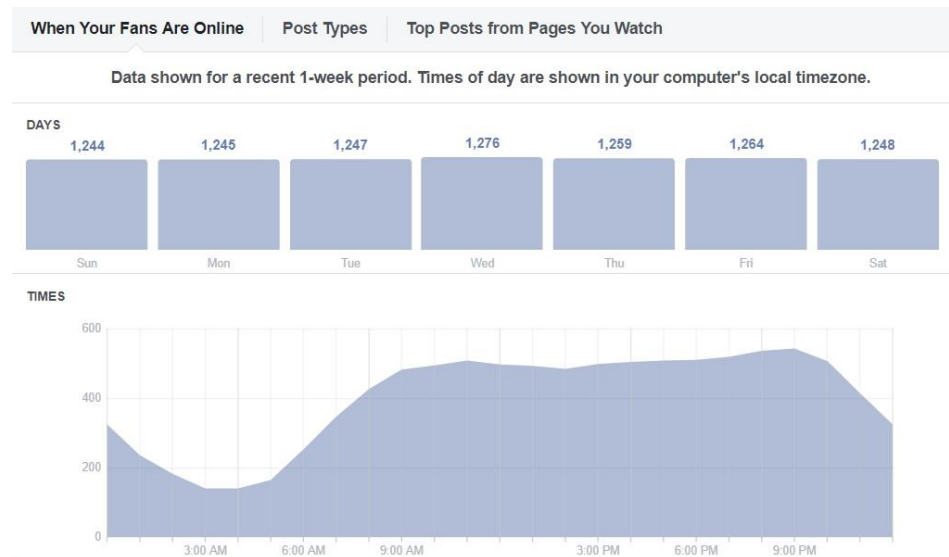 When Your Fans Are Online Post Types Top Posts from Pages You Watch
Data shown for a recent 1-week period. Times of day are shown in your computer's local timezone.
DAYS
1,244 1,245 1,247 1,276 1,259 1,264 1,248
Sun Mon Tue Wed Thu Fri Sat
TIMES
600
400
200
0
3:00 AM 6:00 AM 9:00 AM 3:00 PM 6:00 PM 9:00 PM